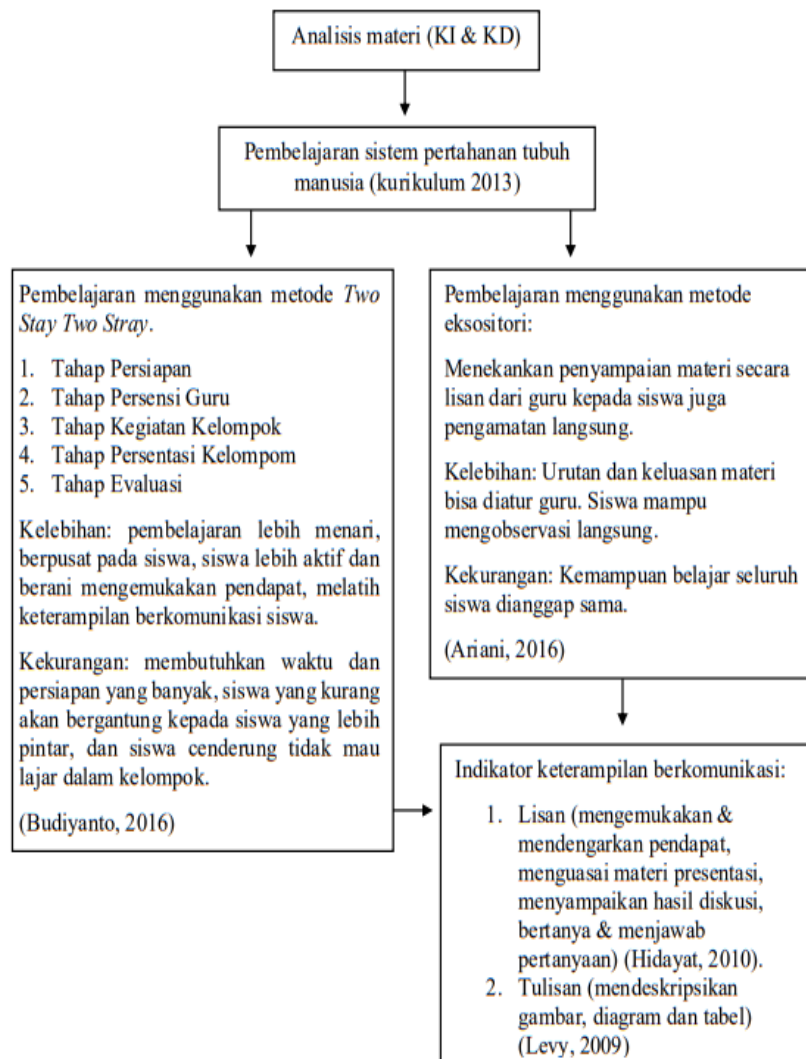 Analisis materi (KI & KD)
Pembelajaran sistem pertahanan tubuh
manusia (kurikulum 2013)
Pembelajaran menggunakan metode Two
Stay Two Stray.
1. Tahap Persiapan
2. Tahap Persensi Guru
3. Tahap Kegiatan Kelompok
4. Tahap Persentasi Kelompom
5. Tahap Evaluasi
Kelebihan: pembelajaran lebih menari,
berpusat pada siswa, siswa lebih aktif dan
berani mengemukakan pendapat, melatih
keterampilan berkomunikasi siswa.
Kekurangan: membutuhkan waktu dan
persiapan yang banyak, siswa yang kurang
akan bergantung kepada siswa yang lebih
pintar, dan siswa cenderung tidak mau
lajar dalam kelompok.
(Budiyanto, 2016)
Pembelajaran menggunakan metode
eksositori:
Menekankan penyampaian materi secara
lisan dari guru kepada siswa juga
pengamatan langsung.
Kelebihan: Urutan dan keluasan materi
bisa diatur guru. Siswa mampu
mengobservasi langsung.
Kekurangan: Kemampuan belajar seluruh
siswa dianggap sama.
(Ariani, 2016)
Indikator keterampilan berkomunikasi:
1. Lisan (mengemukakan &
mendengarkan pendapat,
menguasai materi presentasi,
menyampaikan hasil diskusi,
bertanya & menjawab
pertanyaan) (Hidayat, 2010).
2. Tulisan (mendeskripsikan
gambar, diagram dan tabel)
(Levy, 2009)